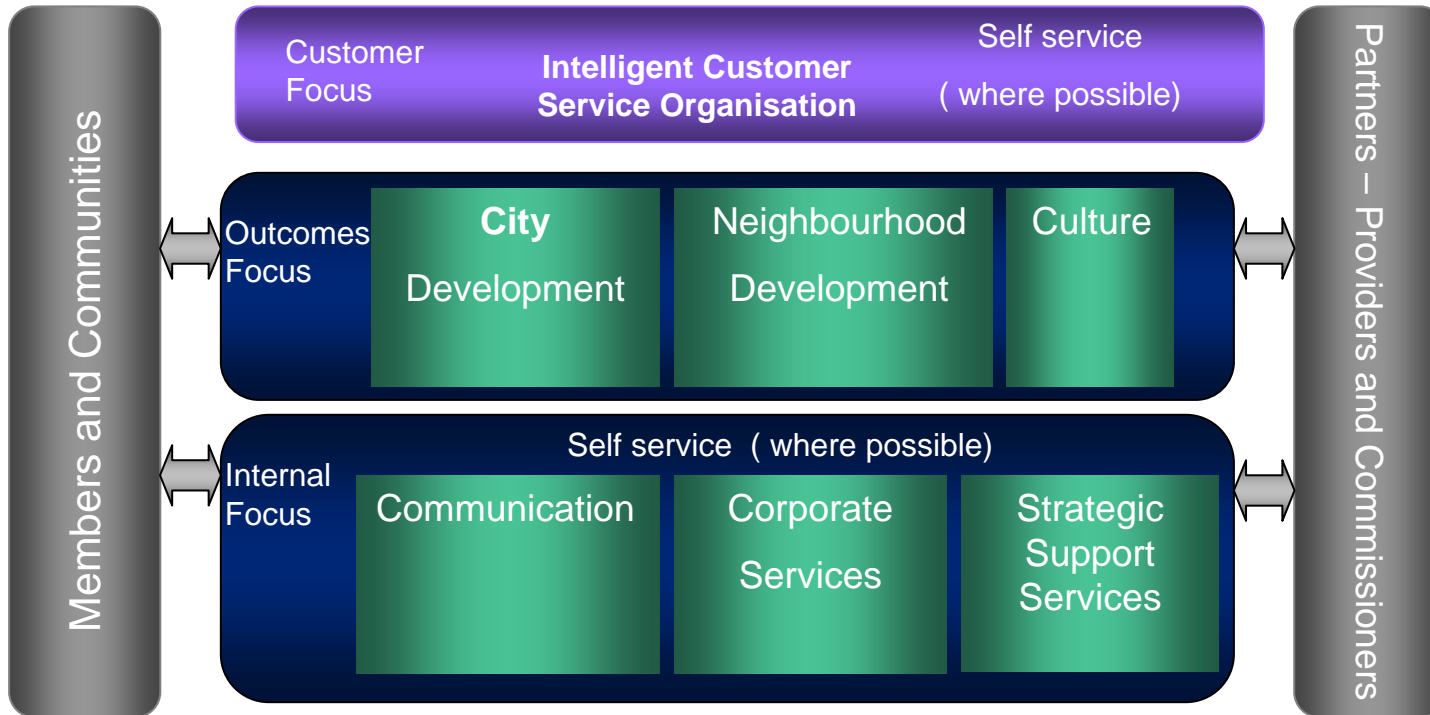 Members and Communities
Customer
Focus
Intelligent Customer
Service Organisation
Self service
( where possible)
Outcomes
Focus
City
Development
Neighbourhood
Development
Culture
Internal
Focus
Self service ( where possible)
Communication
Corporate
Services
Strategic
Support
Services
Partners – Providers and Commissioners